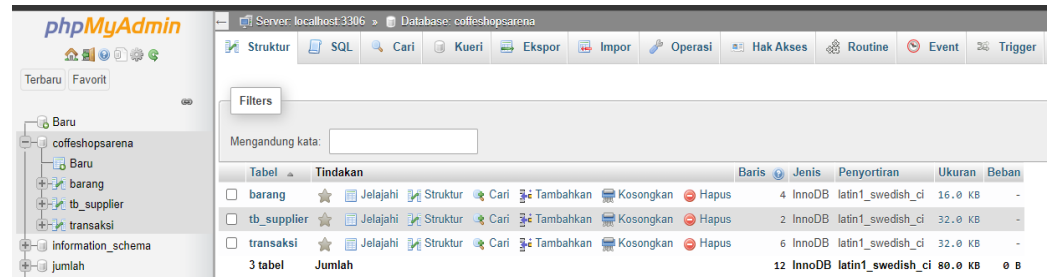 phpMyAdmin
Terbaru Favorit
Baru
coffeshopsarena
Baru
barang
tb_supplier
transaksi
information_schema
jumlah
Server: localhost:3306 » Database: coffeshopsarena
Struktur SQL Cari Kueri Ekspor Impor Operasi Hak Akses Routine Event Trigger
Filters
Mengandung kata:
Tabel Tindakan Baris Jenis Penyortiran Ukuran Beban
barang Jelajahi Struktur Cari Tambahkan Kosongkan Hapus 4 InnoDB latin1_swedish_ci 16.0 KB -
tb_supplier Jelajahi Struktur Cari Tambahkan Kosongkan Hapus 2 InnoDB latin1_swedish_ci 32.0 KB -
transaksi Jelajahi Struktur Cari Tambahkan Kosongkan Hapus 6 InnoDB latin1_swedish_ci 32.0 KB -
3 tabel Jumlah 12 InnoDB latin1_swedish_ci 80.0 KB 0 B